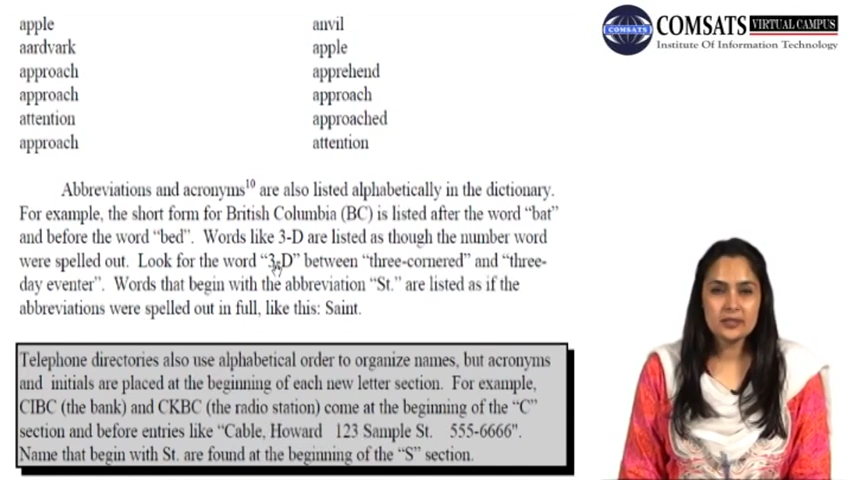 apple anvil
aardvark apple
approach apprehend
approach approach
attention approached
approach attention
Abbreviations and acronyms10 are also listed alphabetically in the dictionary.
For example, the short form for British Columbia (BC) is listed after the word “bat”
and before the word “bed”. Words like 3-D are listed as though the number word
were spelled out. Look for the word “3-D” between “three-cornered” and “three-
day eventer”. Words that begin with the abbreviation “St.” are listed as if the
abbreviations were spelled out in full, like this: Saint.
Telephone directories also use alphabetical order to organize names, but acronyms
and initials are placed at the beginning of each new letter section. For example,
CIBC (the bank) and CKBC (the radio station) come at the beginning of the “C”
section and before entries like “Cable, Howard 123 Sample St. 555-6666".
Name that begin with St. are found at the beginning of the “S” section.
COMSATS
COMSATS VIRTUAL CAMPUS
Institute Of Information Technology